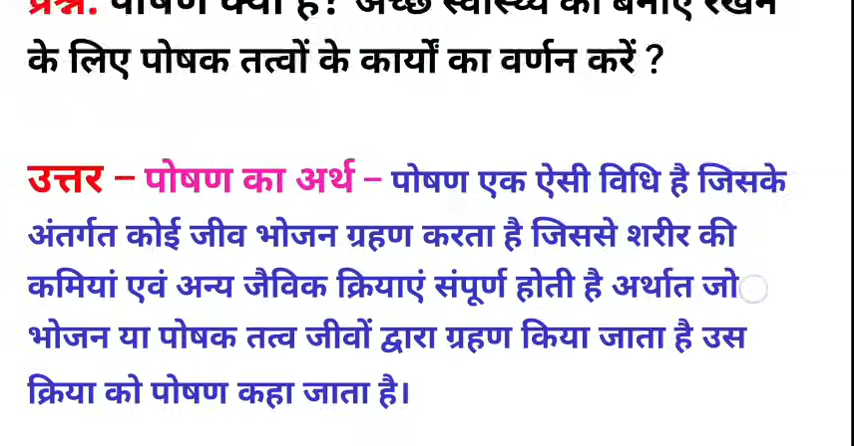 प्रश्न. पोषण क्या है? अच्छे स्वास्थ्य को बनाए रखने
के लिए पोषक तत्वों के कार्यों का वर्णन करें ?
उत्तर – पोषण का अर्थ – पोषण एक ऐसी विधि है जिसके
अंतर्गत कोई जीव भोजन ग्रहण करता है जिससे शरीर की
कमियां एवं अन्य जैविक क्रियाएं संपूर्ण होती है अर्थात जो
भोजन या पोषक तत्व जीवों द्वारा ग्रहण किया जाता है उस
क्रिया को पोषण कहा जाता है।